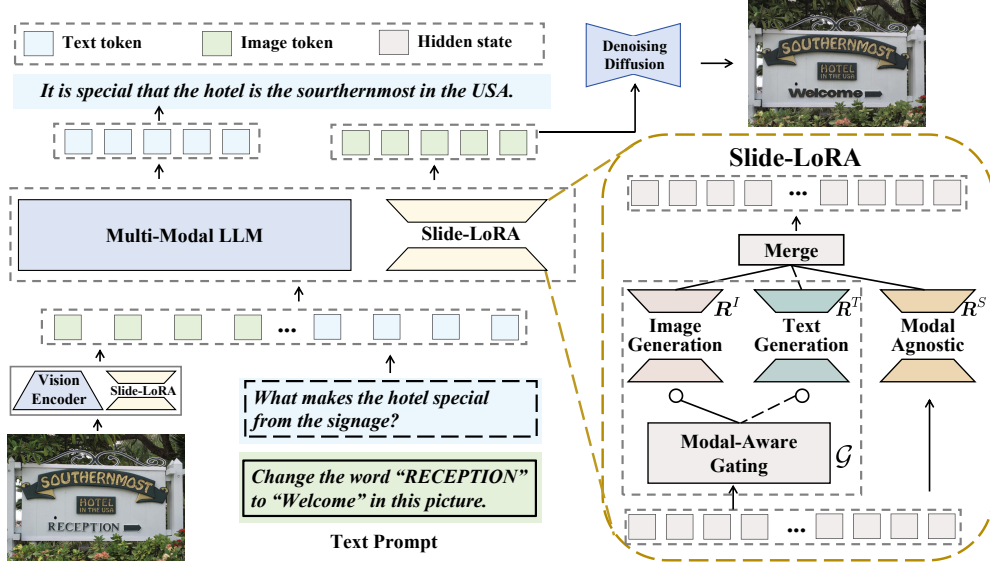 Text token
Image token
Hidden state
It is special that the hotel is the sourthernmost in the USA.
Denoising
Diffusion
SOUTHERNMOST
HOTEL
IN THE USA
Welcome
Slide-LoRA
...
Merge
Multi-Modal LLM
Slide-LoRA
R^I
R^T
R^S
Image
Generation
Text
Generation
Modal
Agnostic
...
Vision
Encoder
Slide-LoRA
What makes the hotel special
from the signage?
Modal-Aware
Gating
G
Change the word “RECEPTION”
to “Welcome” in this picture.
...
SOUTHERNMOST
HOTEL
IN THE USA
RECEPTION
Text Prompt